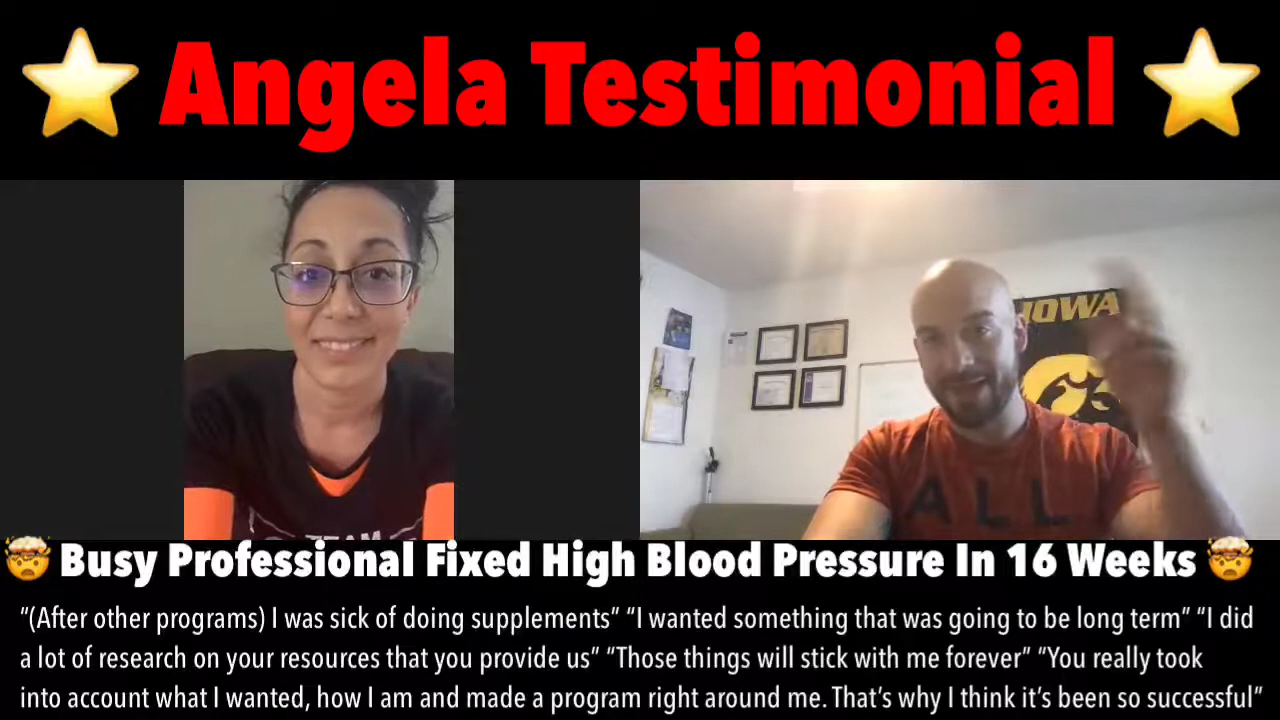 Angela Testimonial
IOWA
ALL
TEAM
Busy Professional Fixed High Blood Pressure In 16 Weeks
"(After other programs) I was sick of doing supplements" "I wanted something that was going to be long term" "I did
a lot of research on your resources that you provide us" "Those things will stick with me forever" "You really took
into account what I wanted, how I am and made a program right around me. That's why I think it's been so successful"